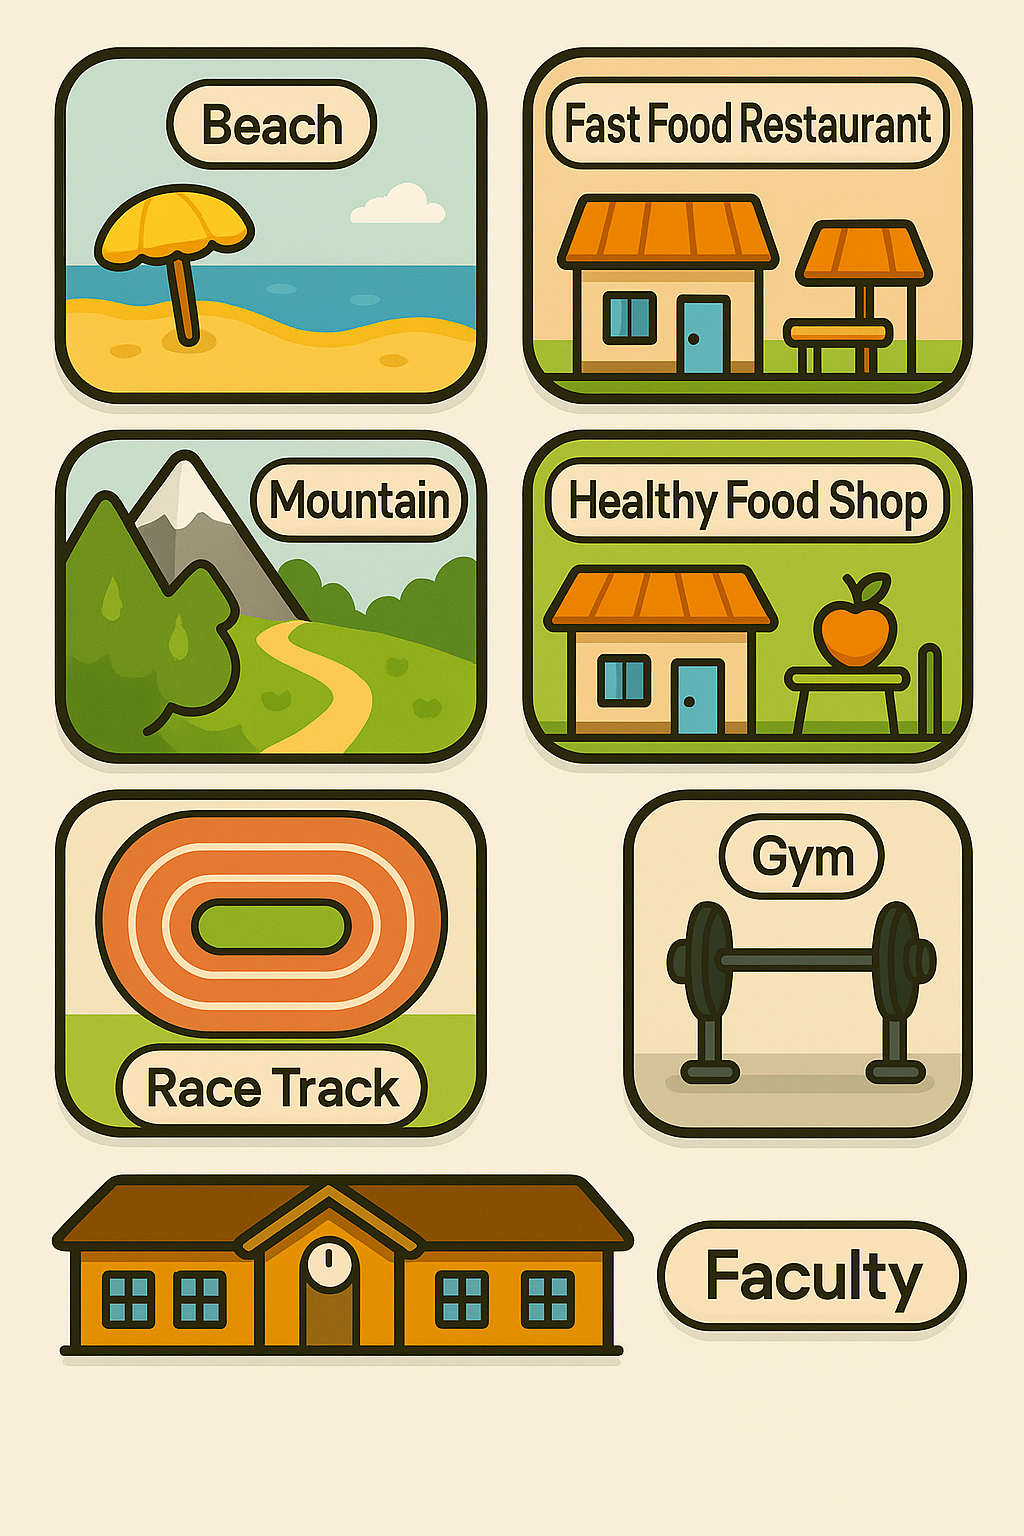 Beach
Fast Food Restaurant
Mountain
Healthy Food Shop
Race Track
Gym
Faculty